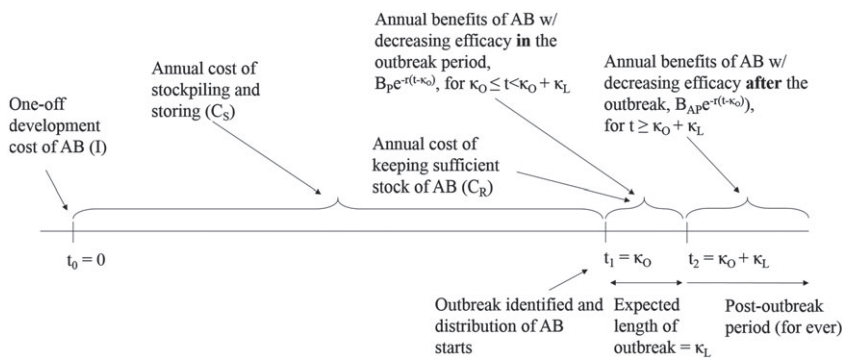 One-off
development
cost of AB (I)
Annual cost of
stockpiling and
storing (C_S)
Annual benefits of AB w/
decreasing efficacy in the
outbreak period,
B_Pe^-r(t-κ_O), for κ_O ≤ t<κ_O + κ_L
Annual cost of
keeping sufficient
stock of AB (C_R)
Annual benefits of AB w/
decreasing efficacy after the
outbreak, B_APe^-r(t-κ_O)),
for t ≥ κ_O + κ_L
t_0 = 0
t_1 = κ_O
t_2 = κ_O + κ_L
Outbreak identified and
distribution of AB
starts
Expected
length of
outbreak = κ_L
Post-outbreak
period (for ever)